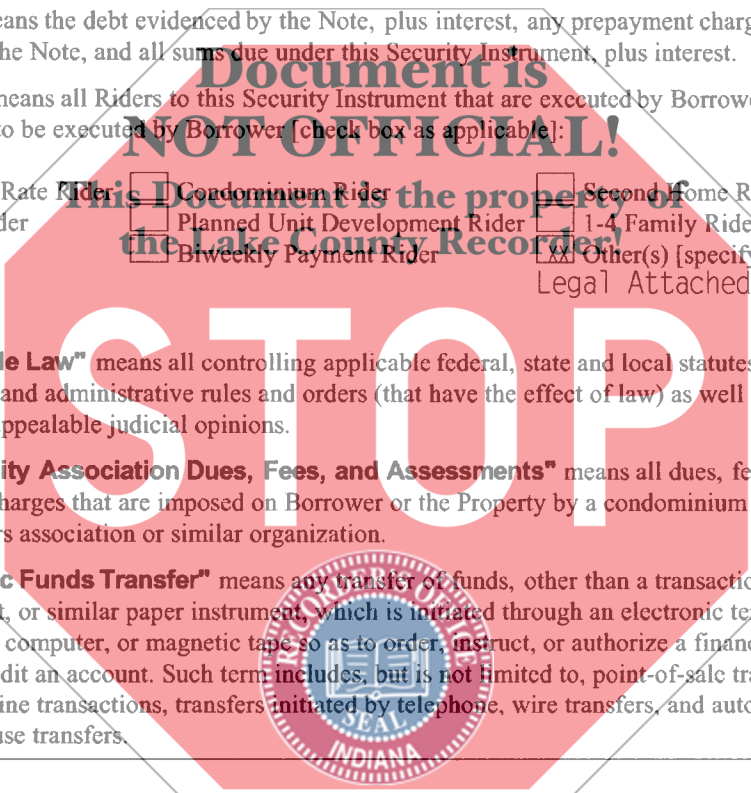 eans the debt evidenced by the Note, plus interest, any prepayment charg
he Note, and all sums due under this Security Instrument, plus interest.
Document is
means all Riders to this Security Instrument that are executed by Borrowe
to be executed by Borrower [check box as applicable]:
NOT OFFICIAL!
Rate Rider Condominium Rider Second Home R
This Document is the property of
der Planned Unit Development Rider 1-4 Family Ride
the Lake County Recorder!
Biweekly Payment Rider XX Other(s) [specify
Legal Attached
STOP
le Law" means all controlling applicable federal, state and local statutes
and administrative rules and orders (that have the effect of law) as well
appealable judicial opinions.
ity Association Dues, Fees, and Assessments" means all dues, fe
harges that are imposed on Borrower or the Property by a condominium
rs association or similar organization.
c Funds Transfer" means any transfer of funds, other than a transactio
t, or similar paper instrument, which is initiated through an electronic te
computer, or magnetic tape so as to order, instruct, or authorize a financ
dit an account. Such term includes, but is not limited to, point-of-sale tra
ine transactions, transfers initiated by telephone, wire transfers, and auto
use transfers.
RECORDER'S OFFICE
SEAL
INDIANA